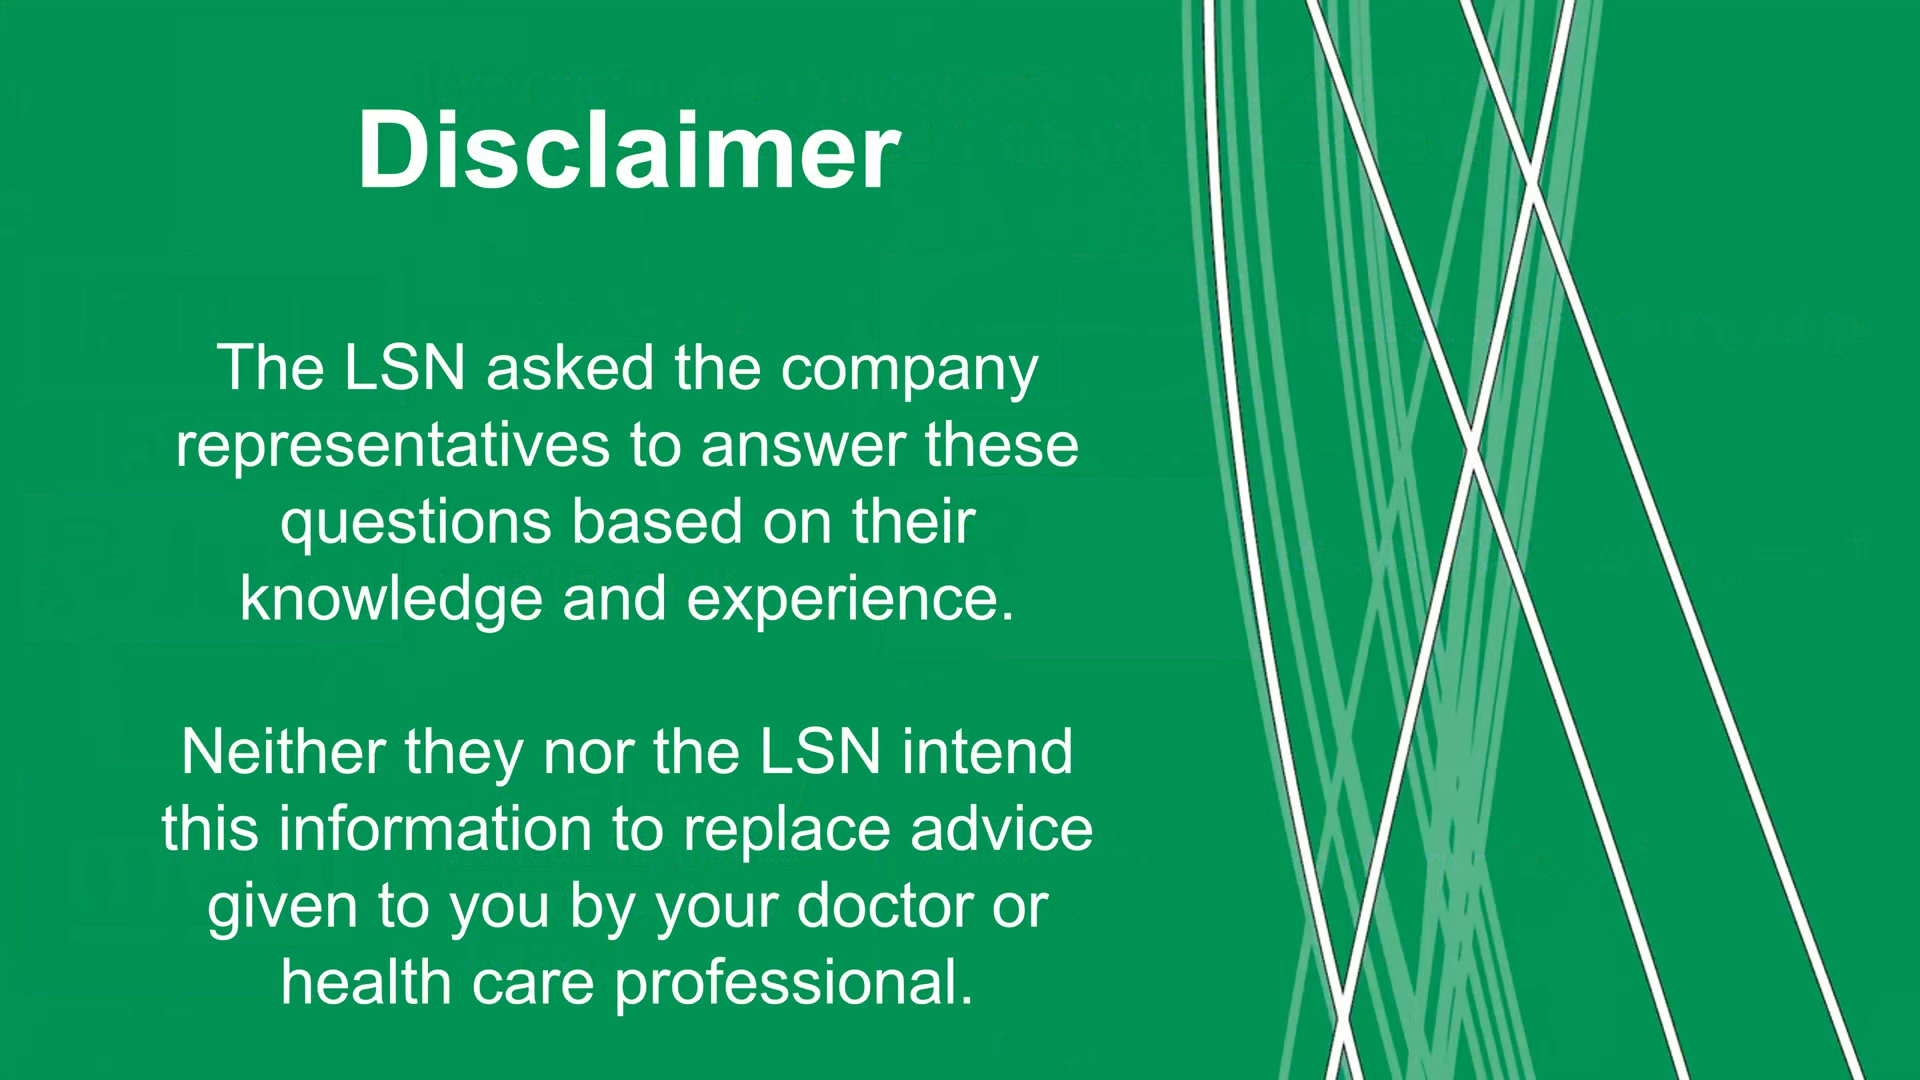 Disclaimer
The LSN asked the company
representatives to answer these
questions based on their
knowledge and experience.
Neither they nor the LSN intend
this information to replace advice
given to you by your doctor or
health care professional.